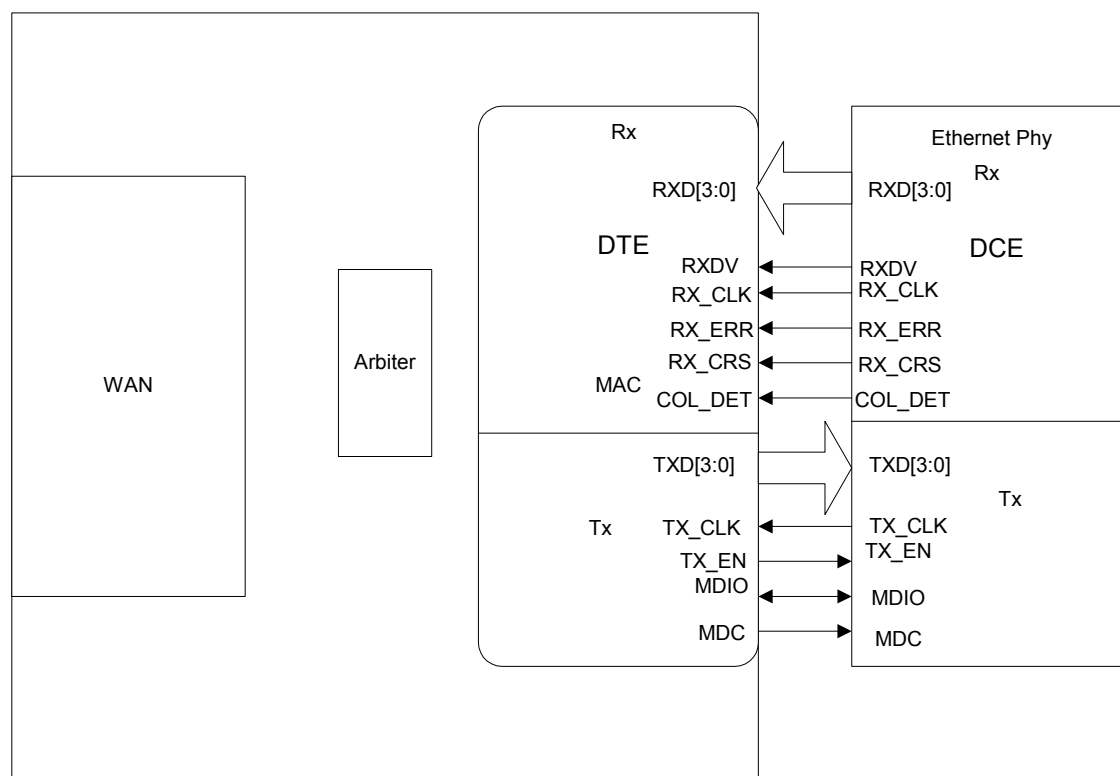 Rx
Ethernet Phy
Rx
RXD[3:0]
RXD[3:0]
DTE
DCE
RXDV
RXDV
RX_CLK
RX_CLK
RX_ERR
RX_ERR
Arbiter
RX_CRS
RX_CRS
WAN
MAC
COL_DET
COL_DET
TXD[3:0]
TXD[3:0]
Tx
Tx
TX_CLK
TX_CLK
TX_EN
TX_EN
MDIO
MDIO
MDC
MDC